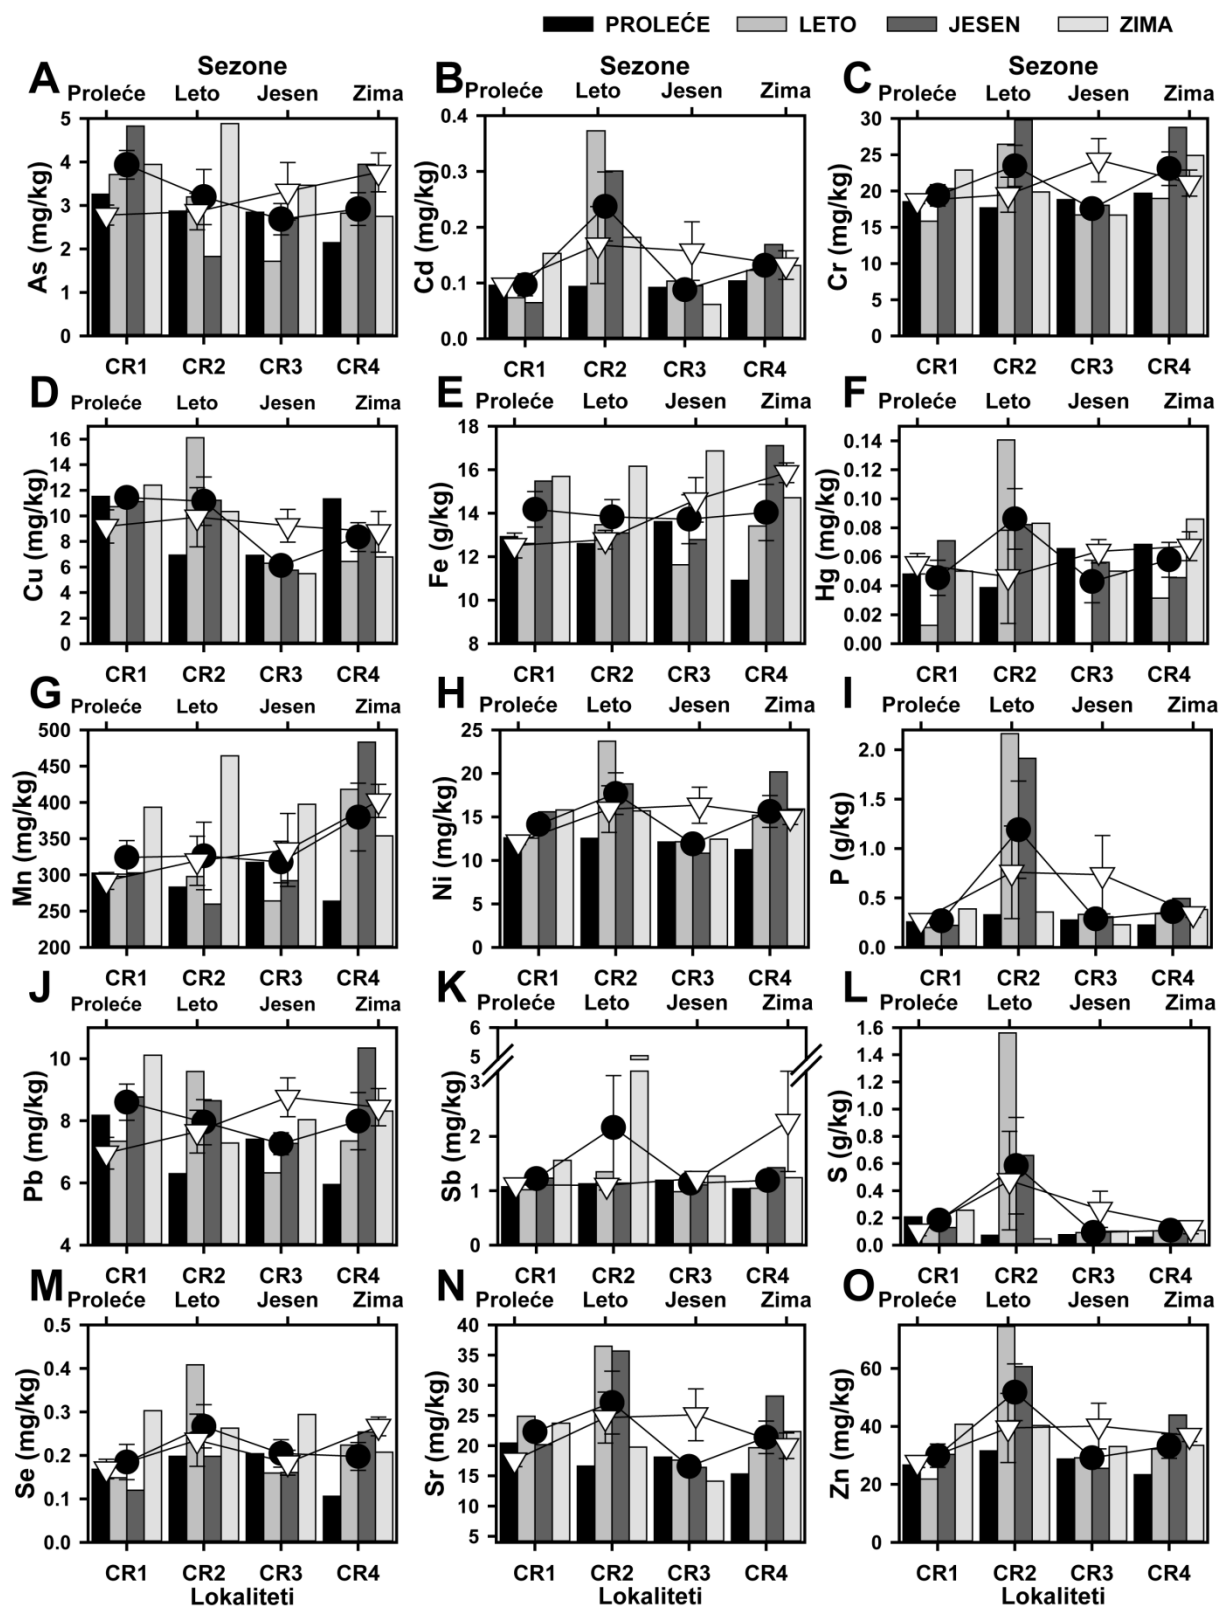 PROLEĆE LETO JESEN ZIMA
A Sezone B Sezone C Sezone
Proleće Leto Jesen Zima Proleće Leto Jesen Zima Proleće Leto Jesen Zima
As (mg/kg) 5 4 3 2 1 0
Cd (mg/kg) 0.4 0.3 0.2 0.1 0.0
Cr (mg/kg) 30 25 20 15 10 5 0
CR1 CR2 CR3 CR4 CR1 CR2 CR3 CR4 CR1 CR2 CR3 CR4
D E F
Proleće Leto Jesen Zima Proleće Leto Jesen Zima Proleće Leto Jesen Zima
Cu (mg/kg) 16 14 12 10 8 6 4 2 0
Fe (g/kg) 18 16 14 12 10 8
Hg (mg/kg) 0.14 0.12 0.10 0.08 0.06 0.04 0.02 0.00
CR1 CR2 CR3 CR4 CR1 CR2 CR3 CR4 CR1 CR2 CR3 CR4
G H I
Proleće Leto Jesen Zima Proleće Leto Jesen Zima Proleće Leto Jesen Zima
Mn (mg/kg) 500 450 400 350 300 250 200
Ni (mg/kg) 25 20 15 10 5 0
P (g/kg) 2.0 1.5 1.0 0.5 0.0
CR1 CR2 CR3 CR4 CR1 CR2 CR3 CR4 CR1 CR2 CR3 CR4
J K L
Proleće Leto Jesen Zima Proleće Leto Jesen Zima Proleće Leto Jesen Zima
Pb (mg/kg) 10 8 6 4
Sb (mg/kg) 6 5 3 2 1 0
S (g/kg) 1.6 1.4 1.2 1.0 0.8 0.6 0.4 0.2 0.0
CR1 CR2 CR3 CR4 CR1 CR2 CR3 CR4 CR1 CR2 CR3 CR4
M N O
Proleće Leto Jesen Zima Proleće Leto Jesen Zima Proleće Leto Jesen Zima
Se (mg/kg) 0.5 0.4 0.3 0.2 0.1 0.0
Sr (mg/kg) 40 35 30 25 20 15 10 5
Zn (mg/kg) 60 40 20 0
CR1 CR2 CR3 CR4 CR1 CR2 CR3 CR4 CR1 CR2 CR3 CR4
Lokaliteti Lokaliteti Lokaliteti